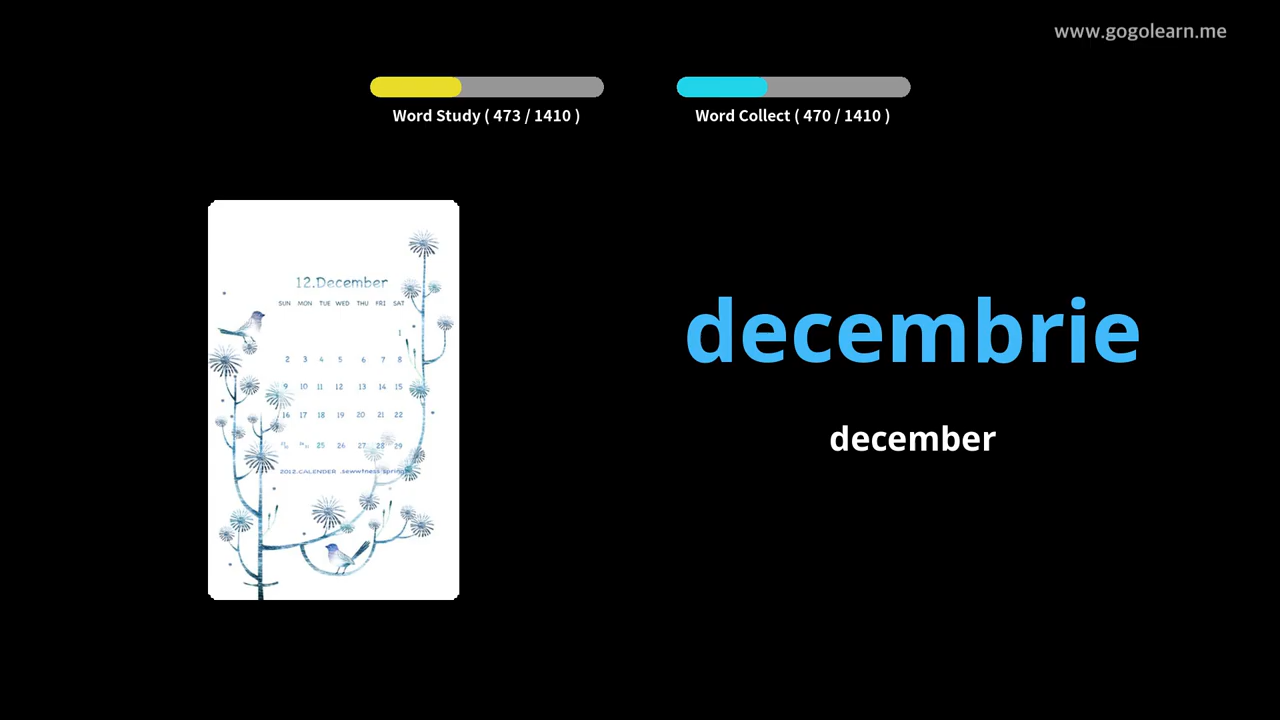 www.gogolearn.me
Word Study ( 473 / 1410 )
Word Collect ( 470 / 1410 )
12.December
SUN MON TUE WED THU FRI SAT
1
2 3 4 5 6 7 8
9 10 11 12 13 14 15
16 17 18 19 20 21 22
25 26 27 28 29
2012.CALENDER
decembrie
december